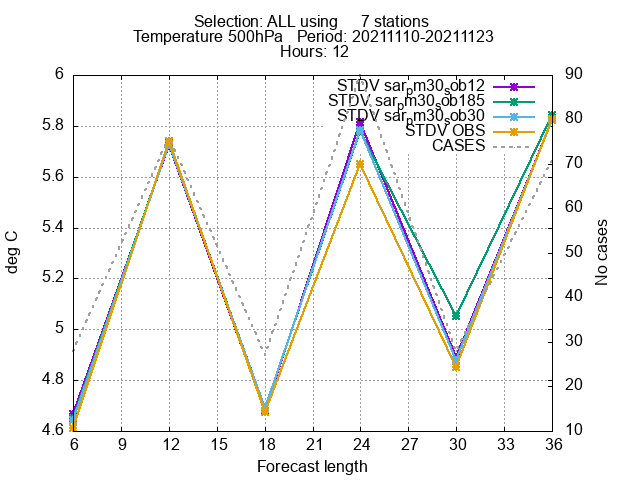 Selection: ALL using 7 stations
Temperature 500hPa Period: 20211110-20211123
Hours: 12
STDV sarpm30sob12
STDV sarpm30sob185
STDV sarpm30sob30
STDV OBS
CASES
6
5.8
5.6
5.4
5.2
5
4.8
4.6
deg C
90
80
70
60
50
40
30
20
10
No cases
6 9 12 15 18 21 24 27 30 33 36
Forecast length